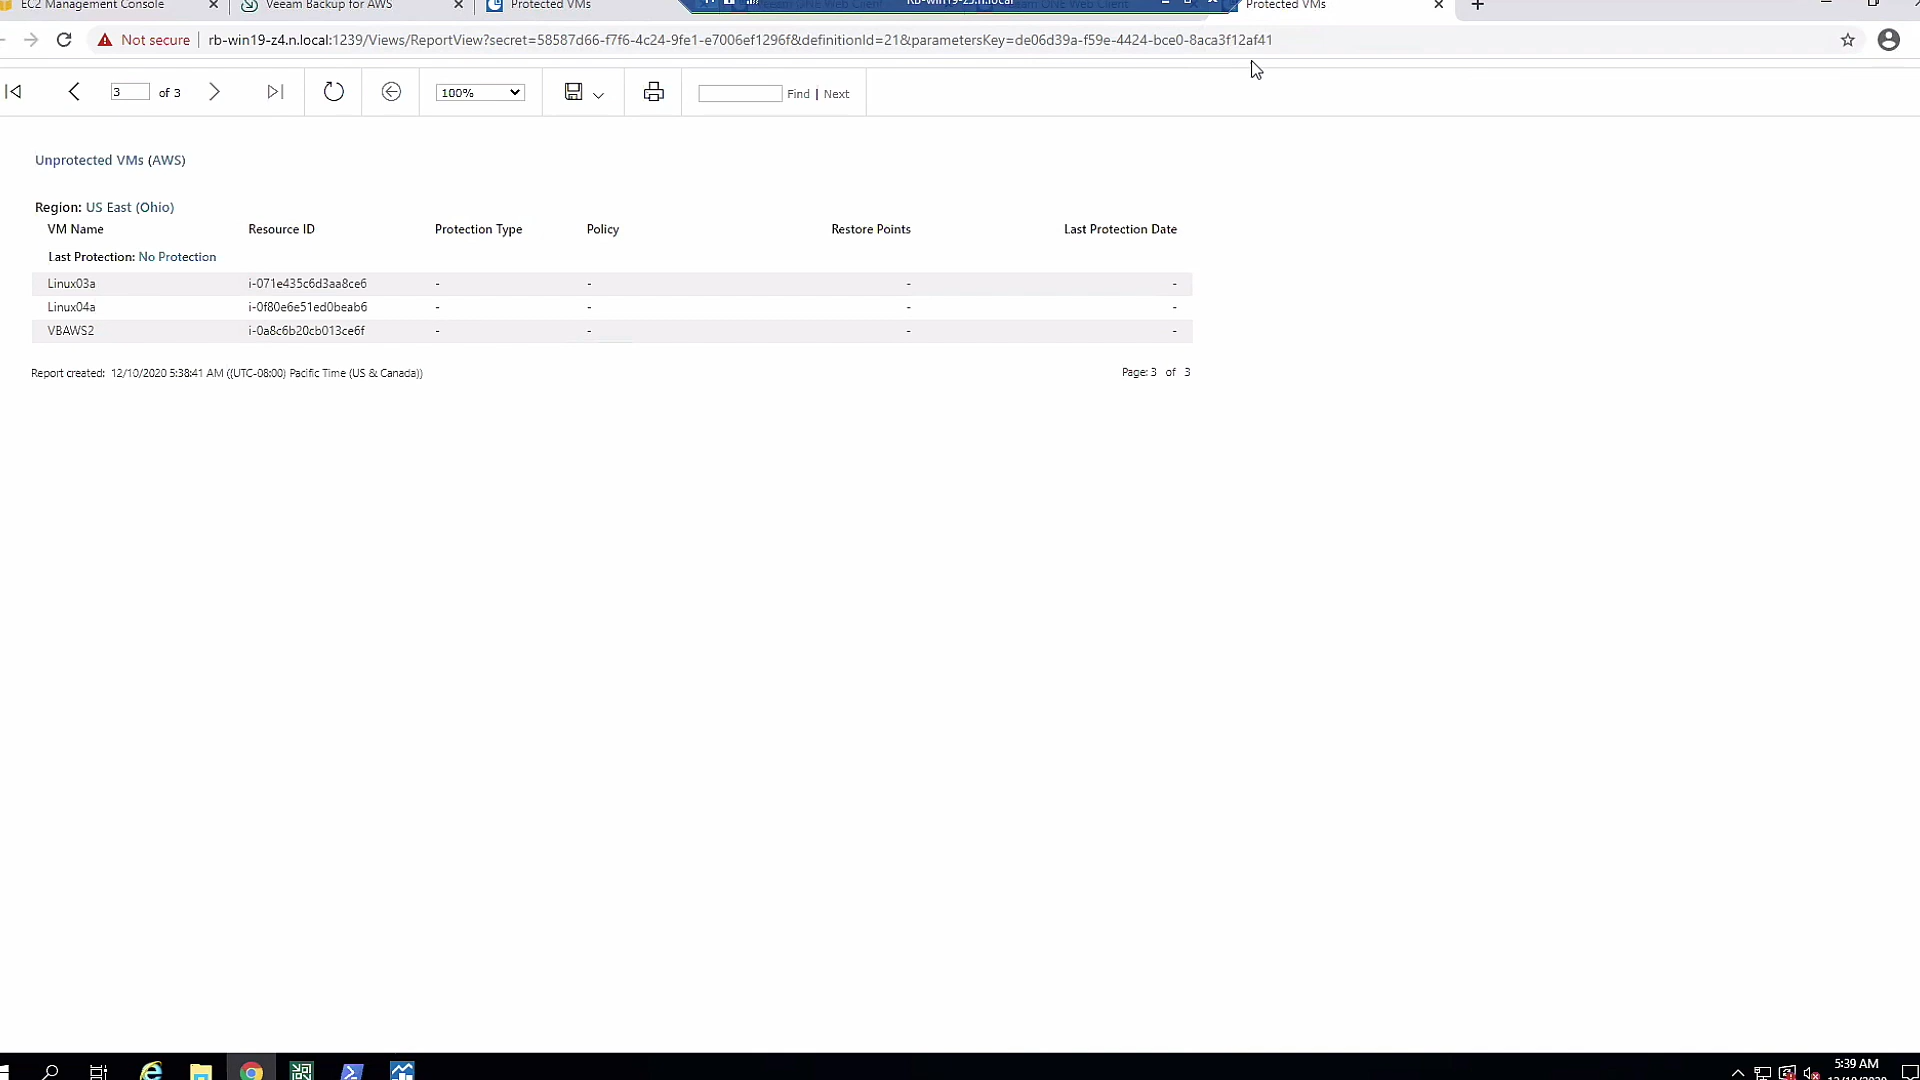 EC2 Management Console
Veeam Backup for AWS
Protected VMs
Protected VMs
Not secure
rb-win19-z4.n.local:1239/Views/ReportView?secret=58587d66-f7f6-4c24-9fe1-e7006ef1296f&definitionId=21&parametersKey=de06d39a-f59e-4424-bce0-8aca3f12af41
3 of 3
100%
Find | Next
Unprotected VMs (AWS)
Region: US East (Ohio)
VM Name Resource ID Protection Type Policy Restore Points Last Protection Date
Last Protection: No Protection
Linux03a i-071e435c6d3aa8ce6 - - - -
Linux04a i-0f80e6e51ed0beab6 - - - -
VBAWS2 i-0a8c6b20cb013ce6f - - - -
Report created: 12/10/2020 5:38:41 AM ((UTC-08:00) Pacific Time (US & Canada))
Page: 3 of 3
5:39 AM